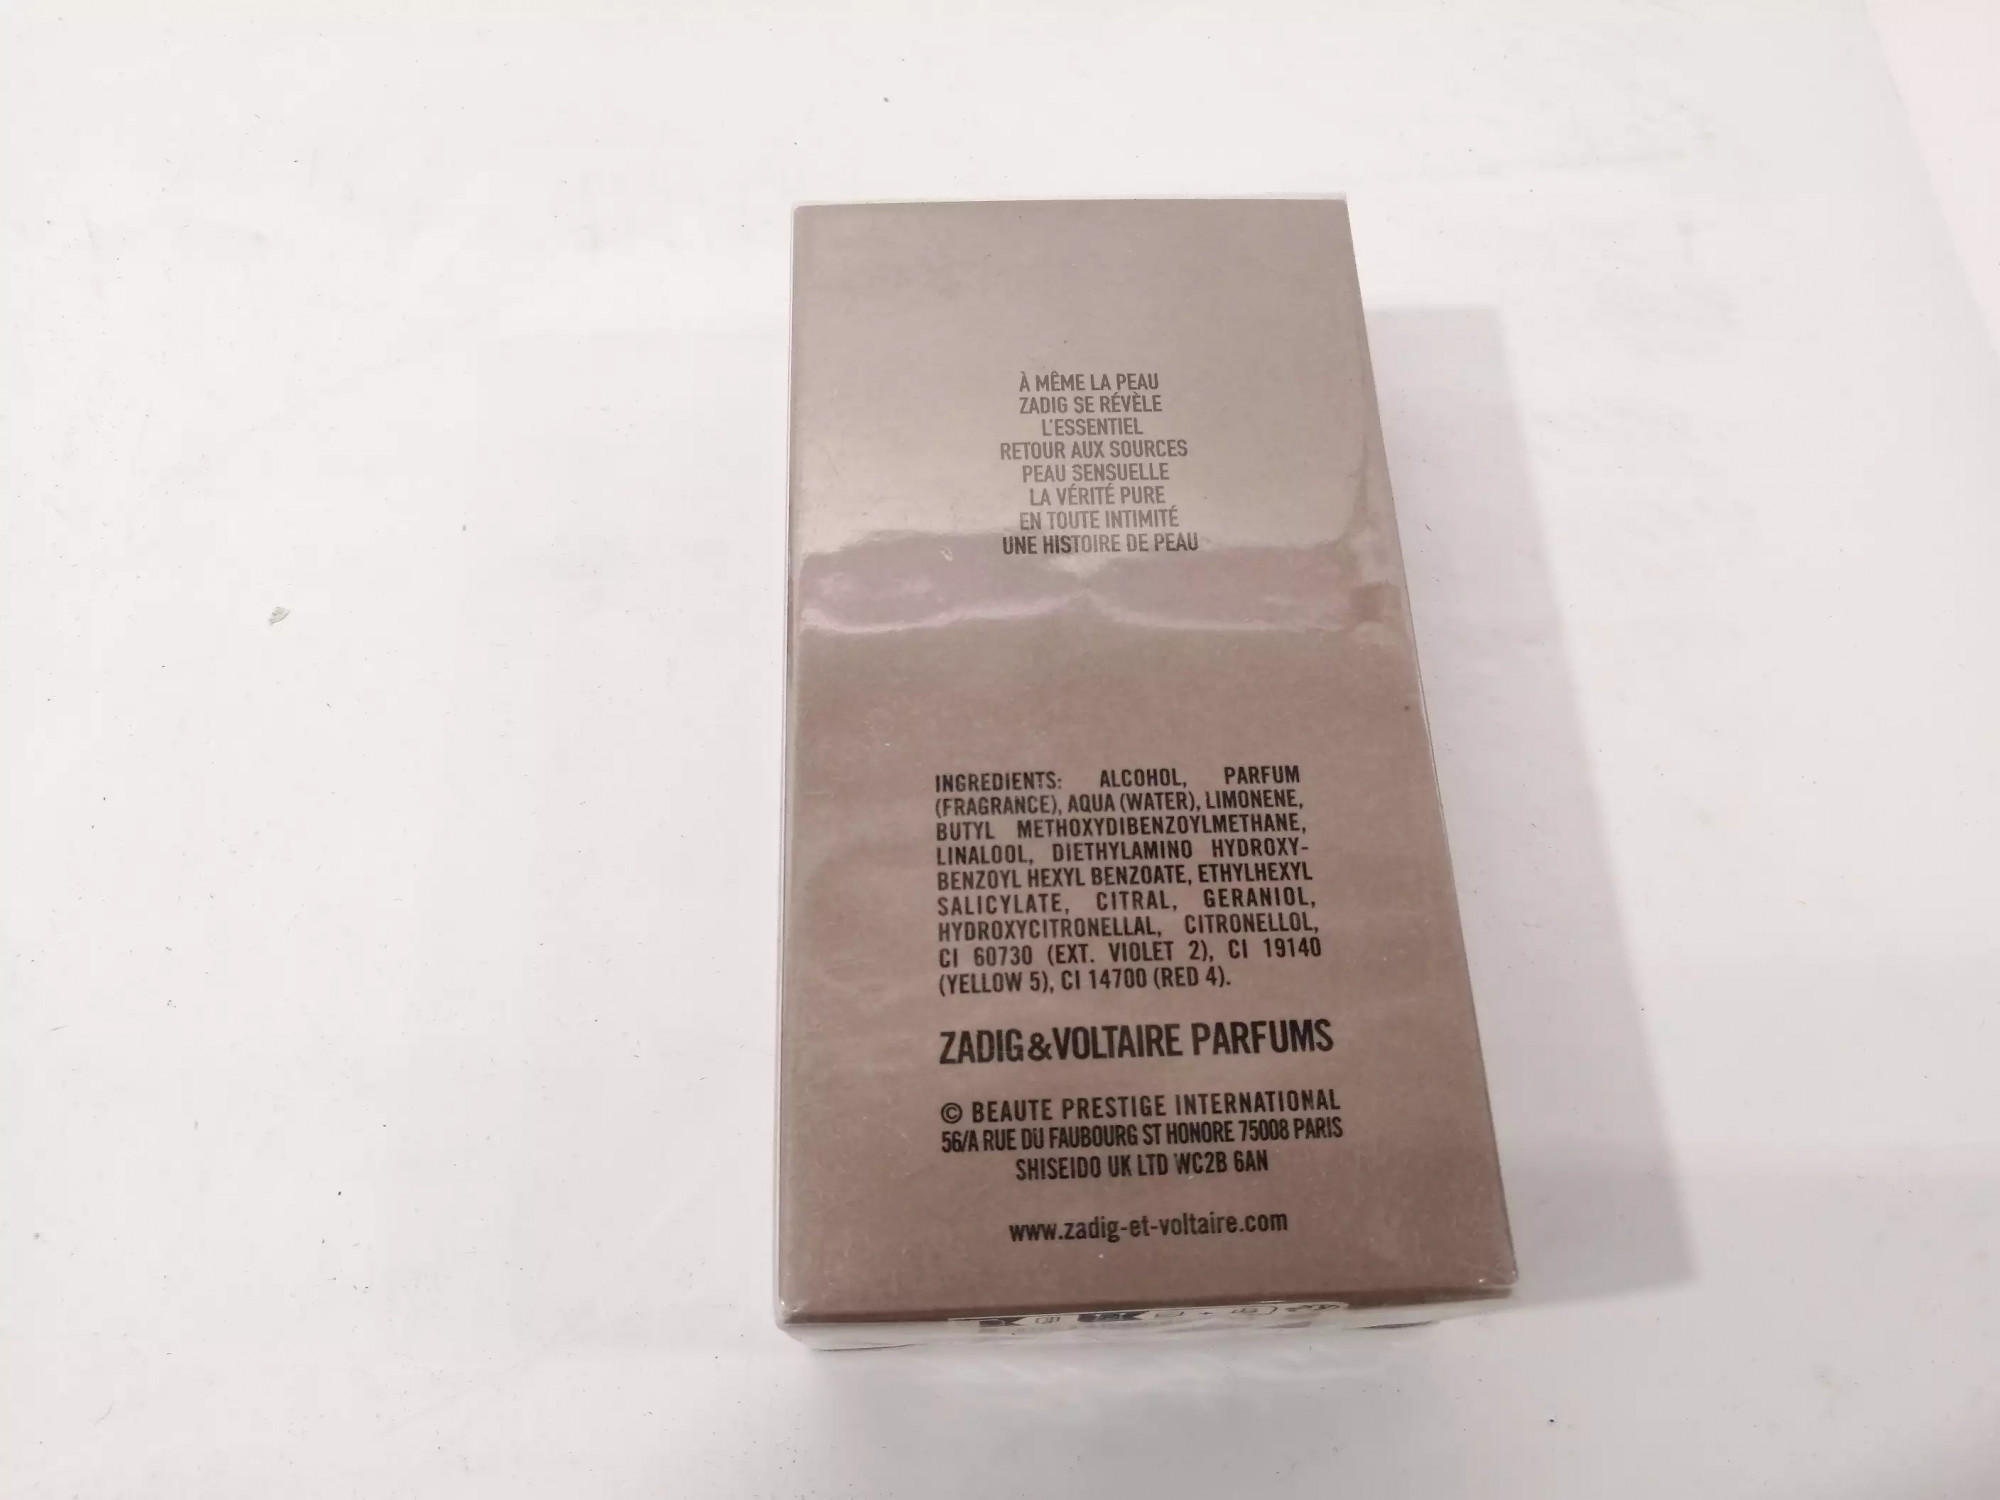 À MÊME LA PEAU
ZADIG SE RÉVÈLE
L'ESSENTIEL
RETOUR AUX SOURCES
PEAU SENSUELLE
LA VÉRITÉ PURE
EN TOUTE INTIMITÉ
UNE HISTOIRE DE PEAU
INGREDIENTS: ALCOHOL, PARFUM
(FRAGRANCE), AQUA (WATER), LIMONENE,
BUTYL METHOXYDIBENZOYLMETHANE,
LINALOOL, DIETHYLAMINO HYDROXY-
BENZOYL HEXYL BENZOATE, ETHYLHEXYL
SALICYLATE, CITRAL, GERANIOL,
HYDROXYCITRONELLAL, CITRONELLOL,
CI 60730 (EXT. VIOLET 2), CI 19140
(YELLOW 5), CI 14700 (RED 4).
ZADIG&VOLTAIRE PARFUMS
© BEAUTE PRESTIGE INTERNATIONAL
56/A RUE DU FAUBOURG ST HONORE 75008 PARIS
SHISEIDO UK LTD WC2B 6AN
www.zadig-et-voltaire.com